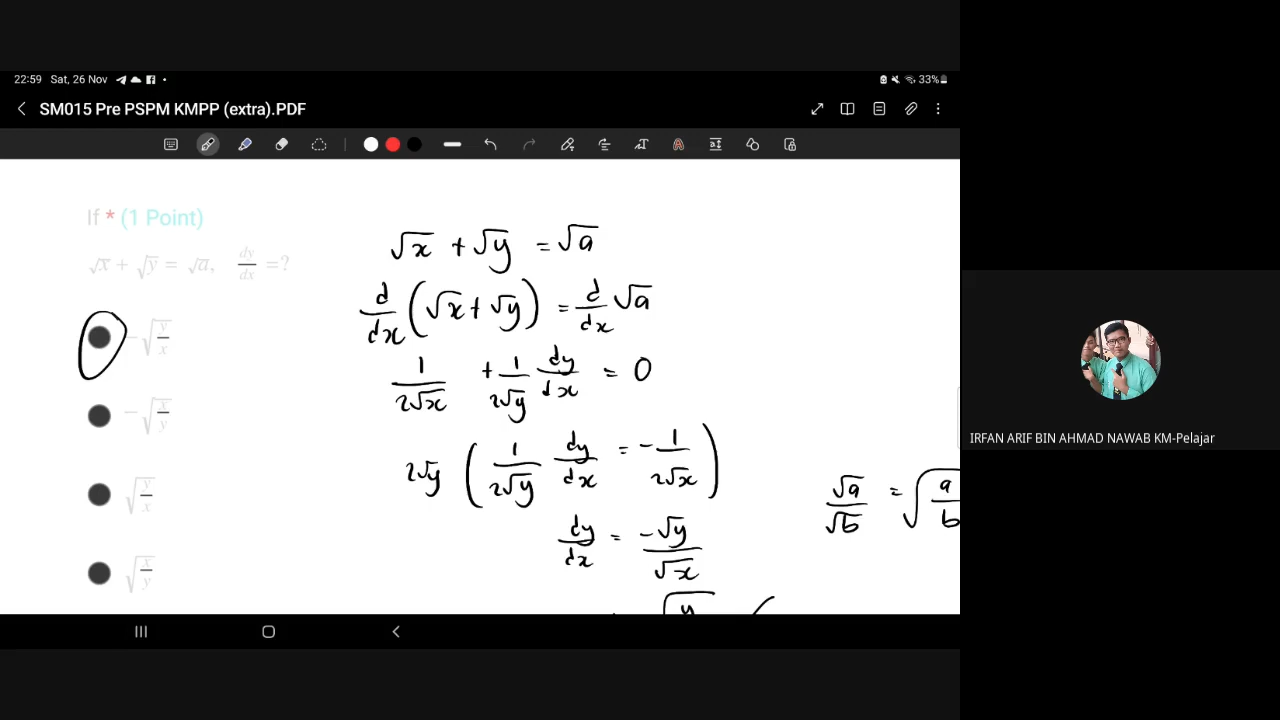 22:59 Sat, 26 Nov 33%
SM015 Pre PSPM KMPP (extra).PDF
If * (1 Point)
√x + √y = √a, dy/dx =?
-√(y/x)
-√(x/y)
√(y/x)
√(x/y)
√x + √y = √a
d/dx (√x + √y) = d/dx √a
1/(2√x) + 1/(2√y) dy/dx = 0
2√y ( 1/(2√y) dy/dx = - 1/(2√x) )
dy/dx = -√y/√x
√a/√b = √(a/b)
IRFAN ARIF BIN AHMAD NAWAB KM-Pelajar